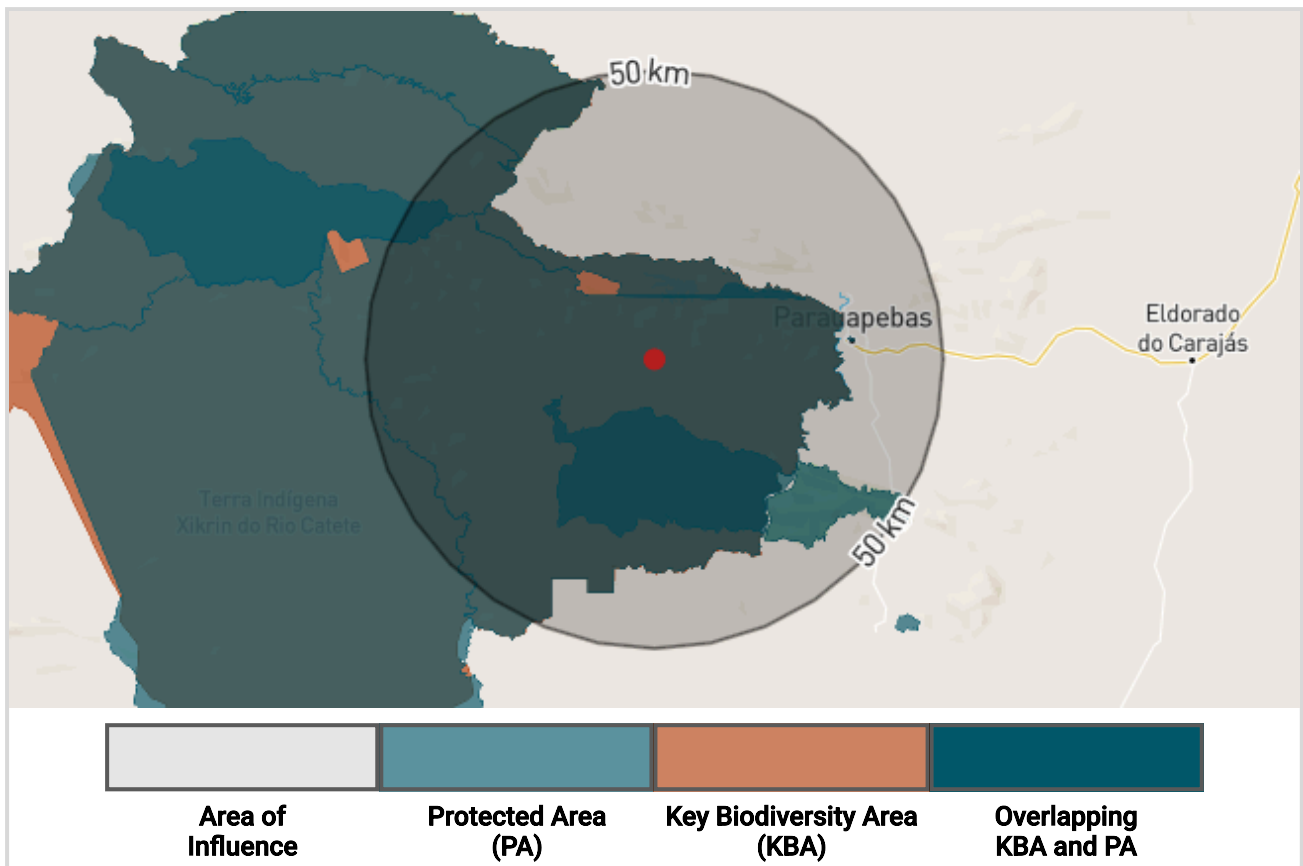 50 km
Parauapebas
Eldorado
do Carajás
Terra Indígena
Xikrin do Rio Catete
50 km
Area of
Influence
Protected Area
(PA)
Key Biodiversity Area
(KBA)
Overlapping
KBA and PA